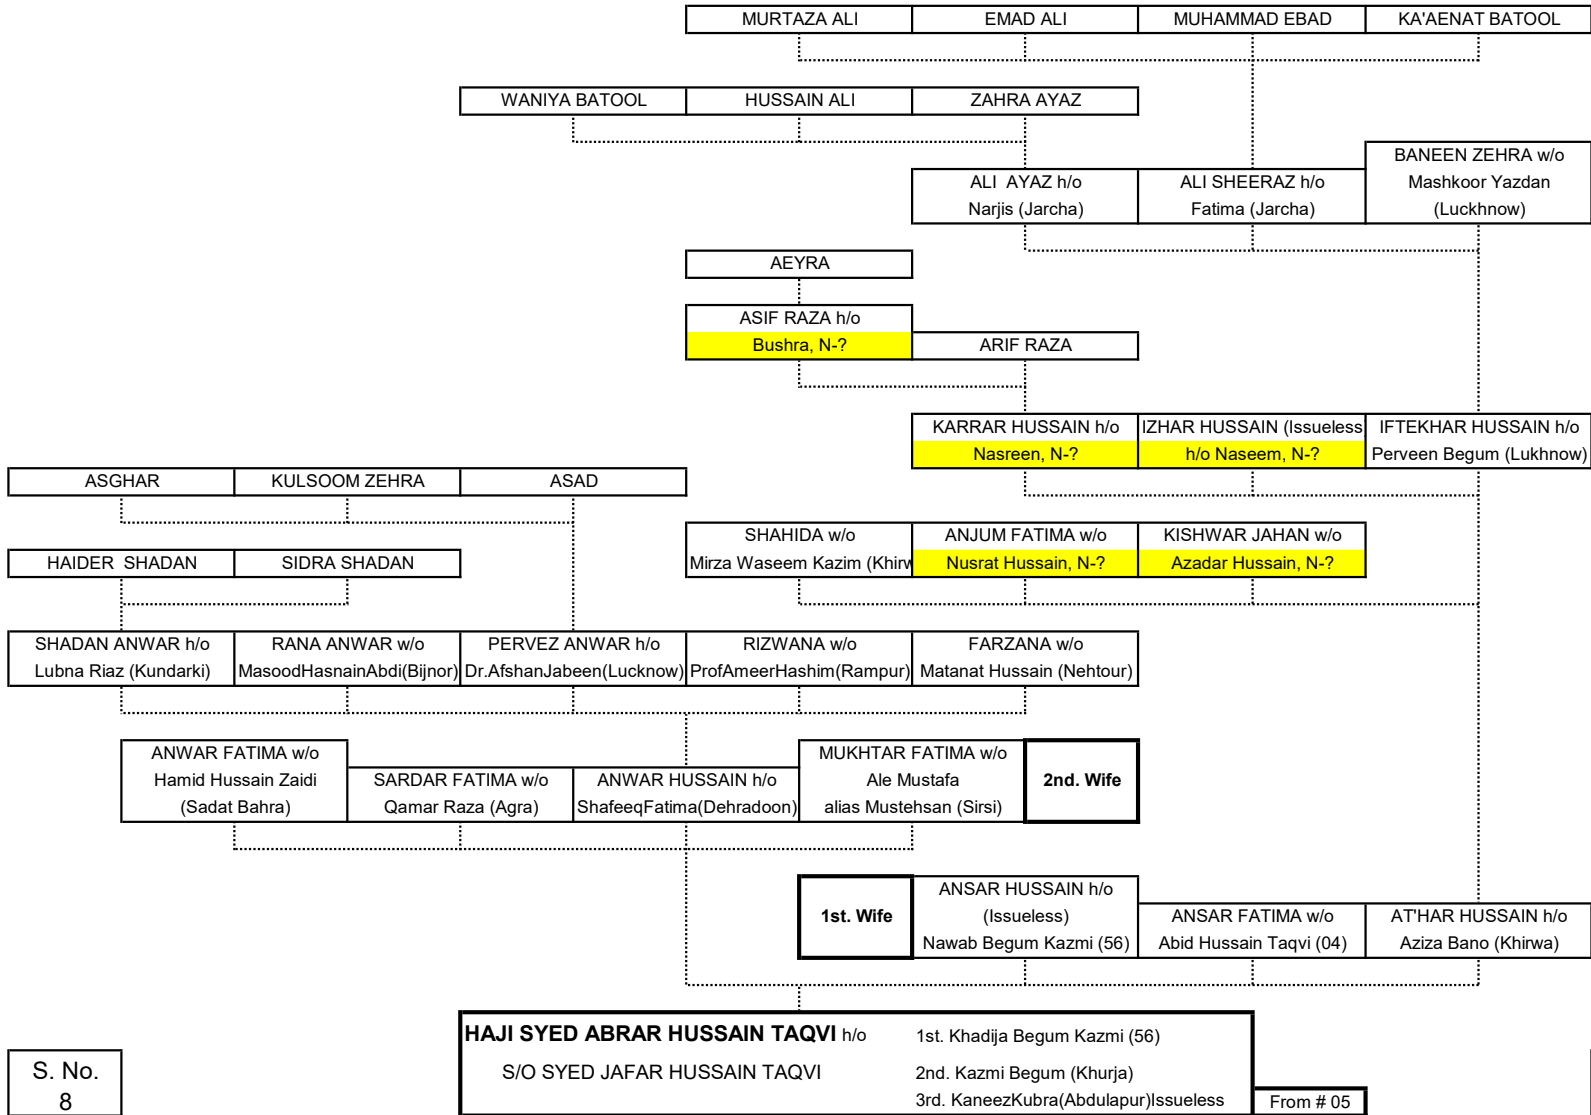 MURTAZA ALI EMAD ALI MUHAMMAD EBAD KA'AENAT BATOOL
WANIYA BATOOL HUSSAIN ALI ZAHRA AYAZ
BANEEN ZEHRA w/o
Mashkoor Yazdan
(Luckhnow)
ALI AYAZ h/o
Narjis (Jarcha)
ALI SHEERAZ h/o
Fatima (Jarcha)
AEYRA
ASIF RAZA h/o
Bushra, N-?
ARIF RAZA
KARRAR HUSSAIN h/o
Nasreen, N-?
IZHAR HUSSAIN (Issueless
h/o Naseem, N-?
IFTEKHAR HUSSAIN h/o
Perveen Begum (Lukhnow)
ASGHAR KULSOOM ZEHRA ASAD
SHAHIDA w/o
Mirza Waseem Kazim (Khirw
ANJUM FATIMA w/o
Nusrat Hussain, N-?
KISHWAR JAHAN w/o
Azadar Hussain, N-?
HAIDER SHADAN SIDRA SHADAN
SHADAN ANWAR h/o
Lubna Riaz (Kundarki)
RANA ANWAR w/o
MasoodHasnainAbdi(Bijnor)
PERVEZ ANWAR h/o
Dr.AfshanJabeen(Lucknow)
RIZWANA w/o
ProfAmeerHashim(Rampur)
FARZANA w/o
Matanat Hussain (Nehtour)
ANWAR FATIMA w/o
Hamid Hussain Zaidi
(Sadat Bahra)
SARDAR FATIMA w/o
Qamar Raza (Agra)
ANWAR HUSSAIN h/o
ShafeeqFatima(Dehradoon)
MUKHTAR FATIMA w/o
Ale Mustafa
alias Mustehsan (Sirsi)
2nd. Wife
1st. Wife
ANSAR HUSSAIN h/o
(Issueless)
Nawab Begum Kazmi (56)
ANSAR FATIMA w/o
Abid Hussain Taqvi (04)
AT'HAR HUSSAIN h/o
Aziza Bano (Khirwa)
HAJI SYED ABRAR HUSSAIN TAQVI h/o 1st. Khadija Begum Kazmi (56)
S/O SYED JAFAR HUSSAIN TAQVI 2nd. Kazmi Begum (Khurja)
3rd. KaneezKubra(Abdulapur)Issueless
From # 05
S. No.
8